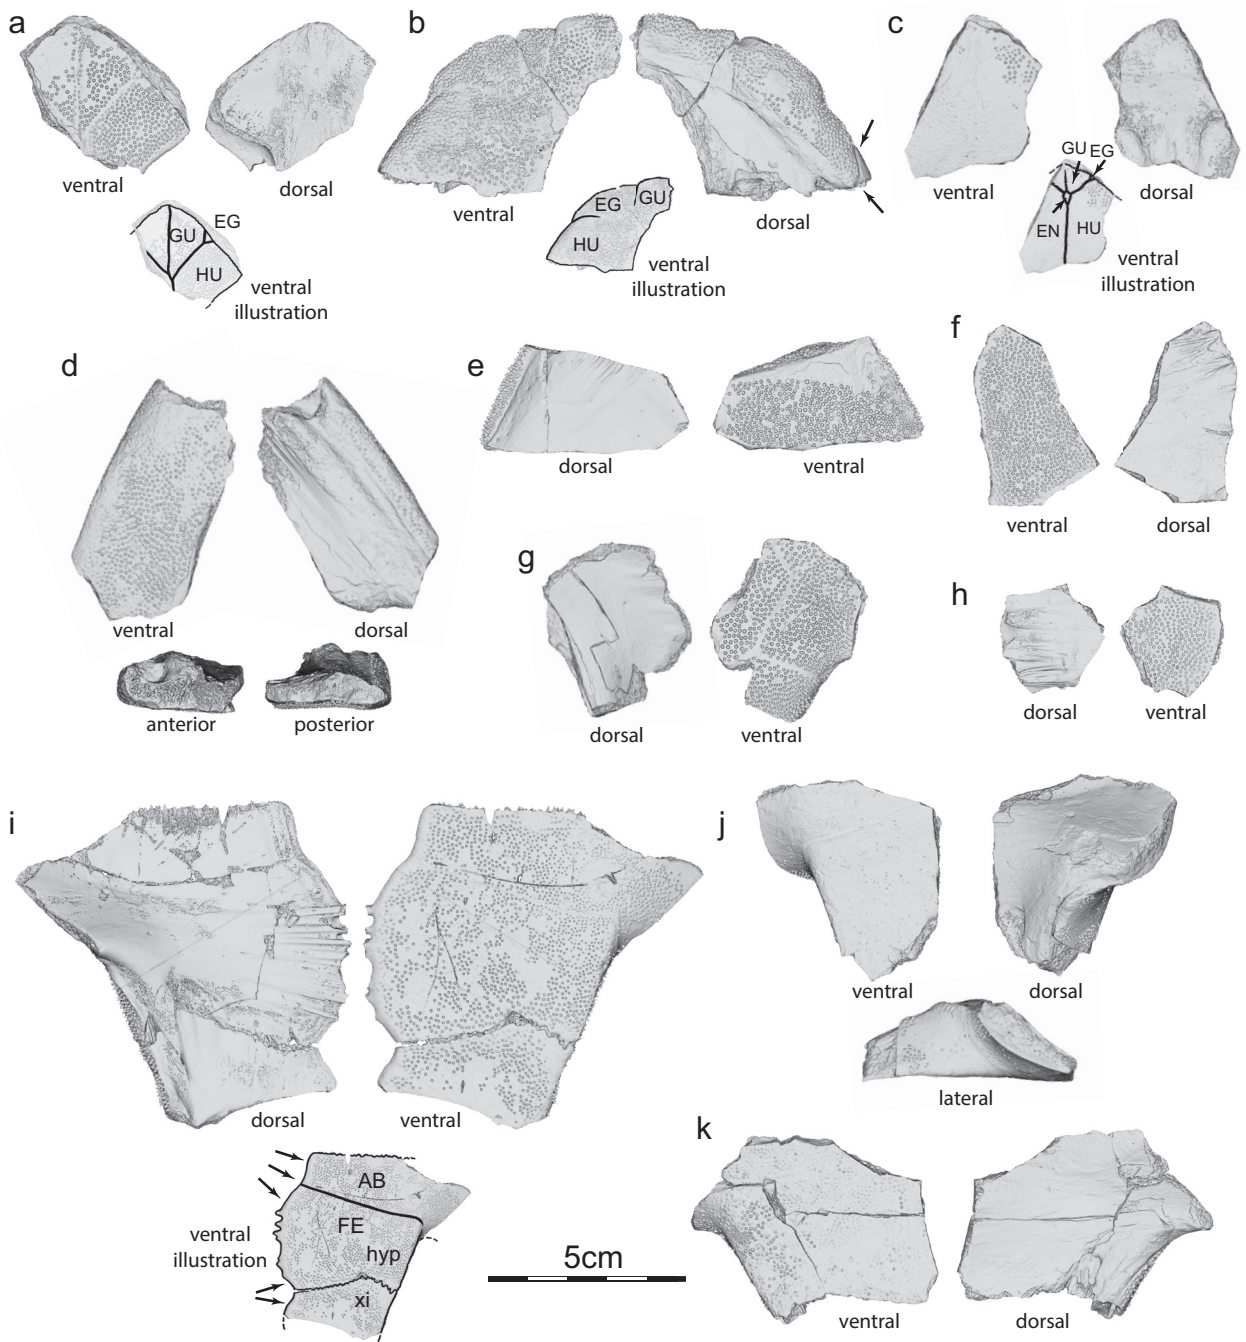 a
ventral
dorsal
GU
EG
HU
ventral
illustration
b
ventral
dorsal
EG
GU
HU
ventral
illustration
c
ventral
dorsal
GU
EG
EN
HU
ventral
illustration
d
ventral
dorsal
anterior
posterior
e
dorsal
ventral
f
ventral
dorsal
g
dorsal
ventral
h
dorsal
ventral
i
dorsal
ventral
AB
FE
hyp
xi
ventral
illustration
5cm
j
ventral
dorsal
lateral
k
ventral
dorsal